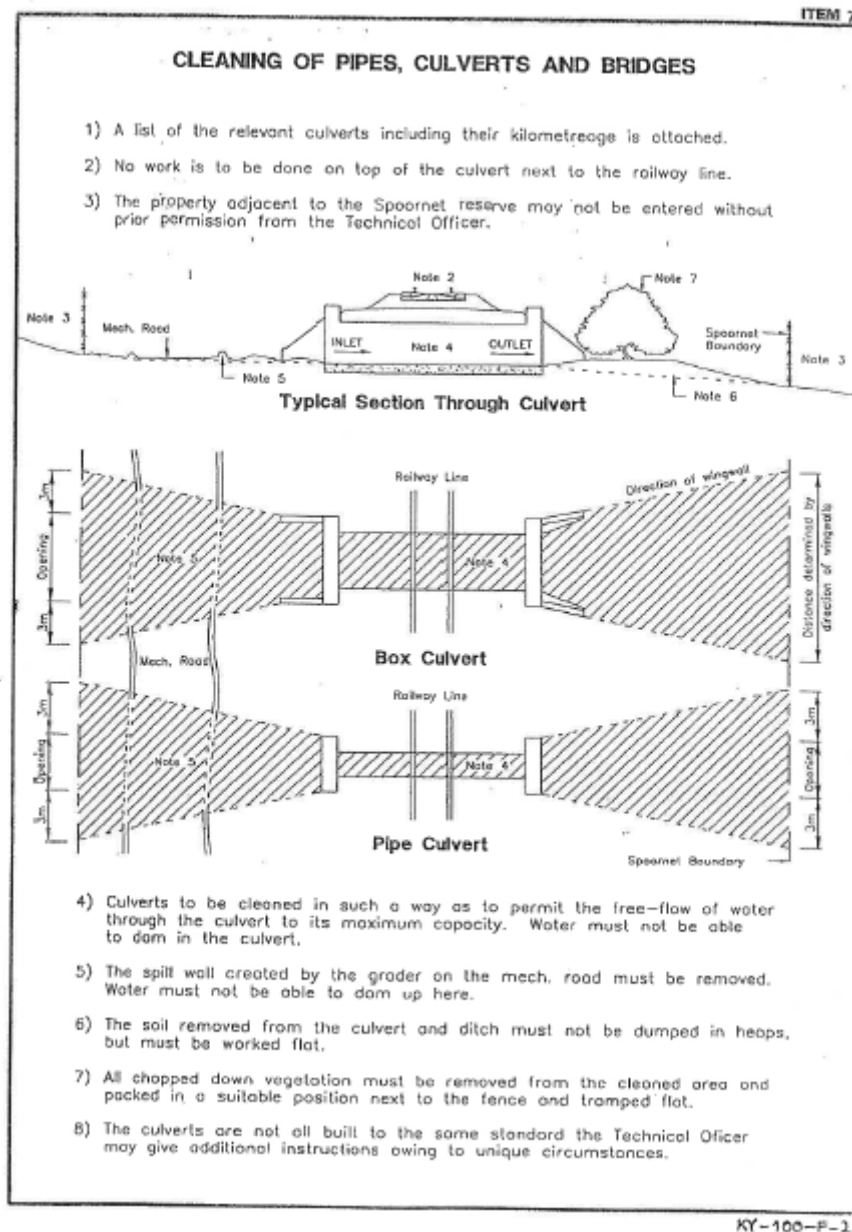 ITEM 7
CLEANING OF PIPES, CULVERTS AND BRIDGES
1) A list of the relevant culverts including their kilometreage is attached.
2) No work is to be done on top of the culvert next to the railway line.
3) The property adjacent to the Spoornet reserve may not be entered without
prior permission from the Technical Officer.
Note 2
Note 7
Note 3
Mech. Road
INLET
Note 4
OUTLET
Spoornet
Boundary
Note 3
Note 5
Note 6
Typical Section Through Culvert
3m
Opening
3m
Note 5
Railway Line
Note 4
Direction of wingwall
Distance determined by
direction of wingwalls
Box Culvert
Mech. Road
3m
Opening
3m
Note 5
Railway Line
Note 4
3m
Opening
3m
Pipe Culvert
Spoornet Boundary
4) Culverts to be cleaned in such a way as to permit the free-flow of water
through the culvert to its maximum capacity. Water must not be able
to dam in the culvert.
5) The spill wall created by the grader on the mech. road must be removed.
Water must not be able to dam up here.
6) The soil removed from the culvert and ditch must not be dumped in heaps,
but must be worked flat.
7) All chopped down vegetation must be removed from the cleaned area and
packed in a suitable position next to the fence and tramped flat.
8) The culverts are not all built to the same standard the Technical Oficer
may give additional instructions owing to unique circumstances.
KY-100-P-1